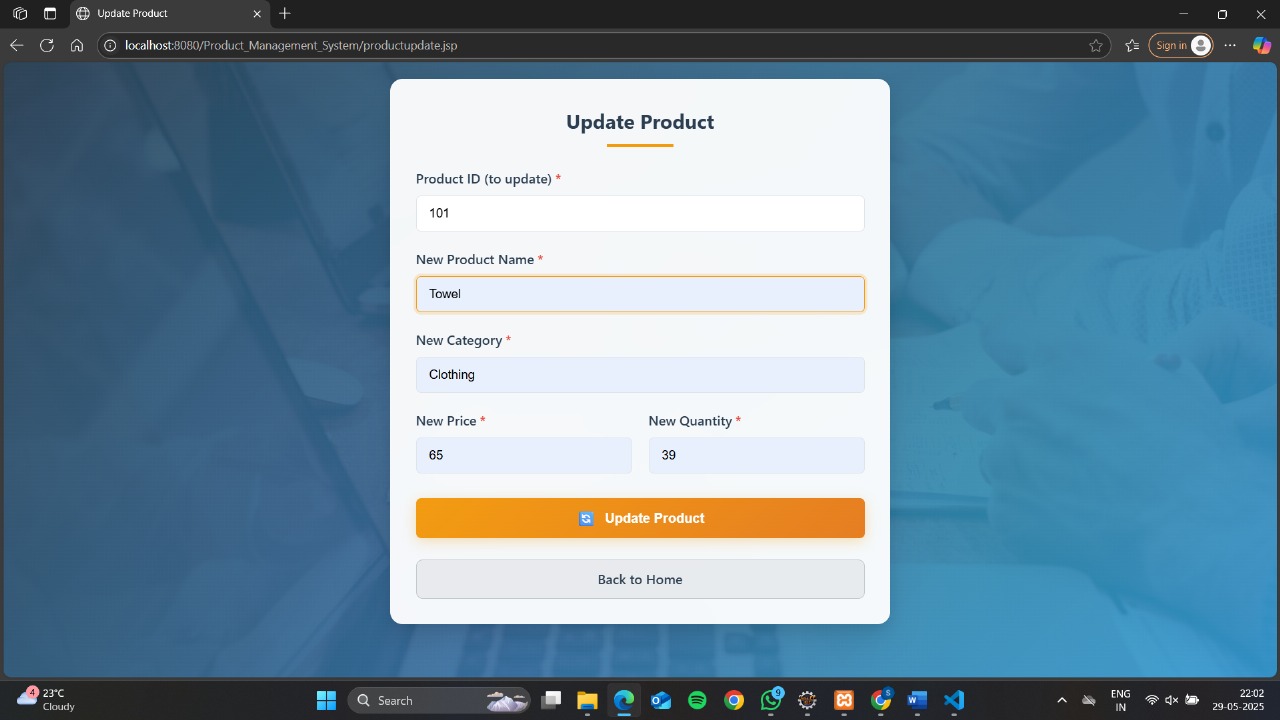 Update Product
localhost:8080/Product_Management_System/productupdate.jsp
Sign in
Update Product
Product ID (to update) *
101
New Product Name *
Towel
New Category *
Clothing
New Price * New Quantity *
65 39
Update Product
Back to Home
4 23°C
Cloudy
Search
9
S
ENG
IN
22:02
29-05-2025